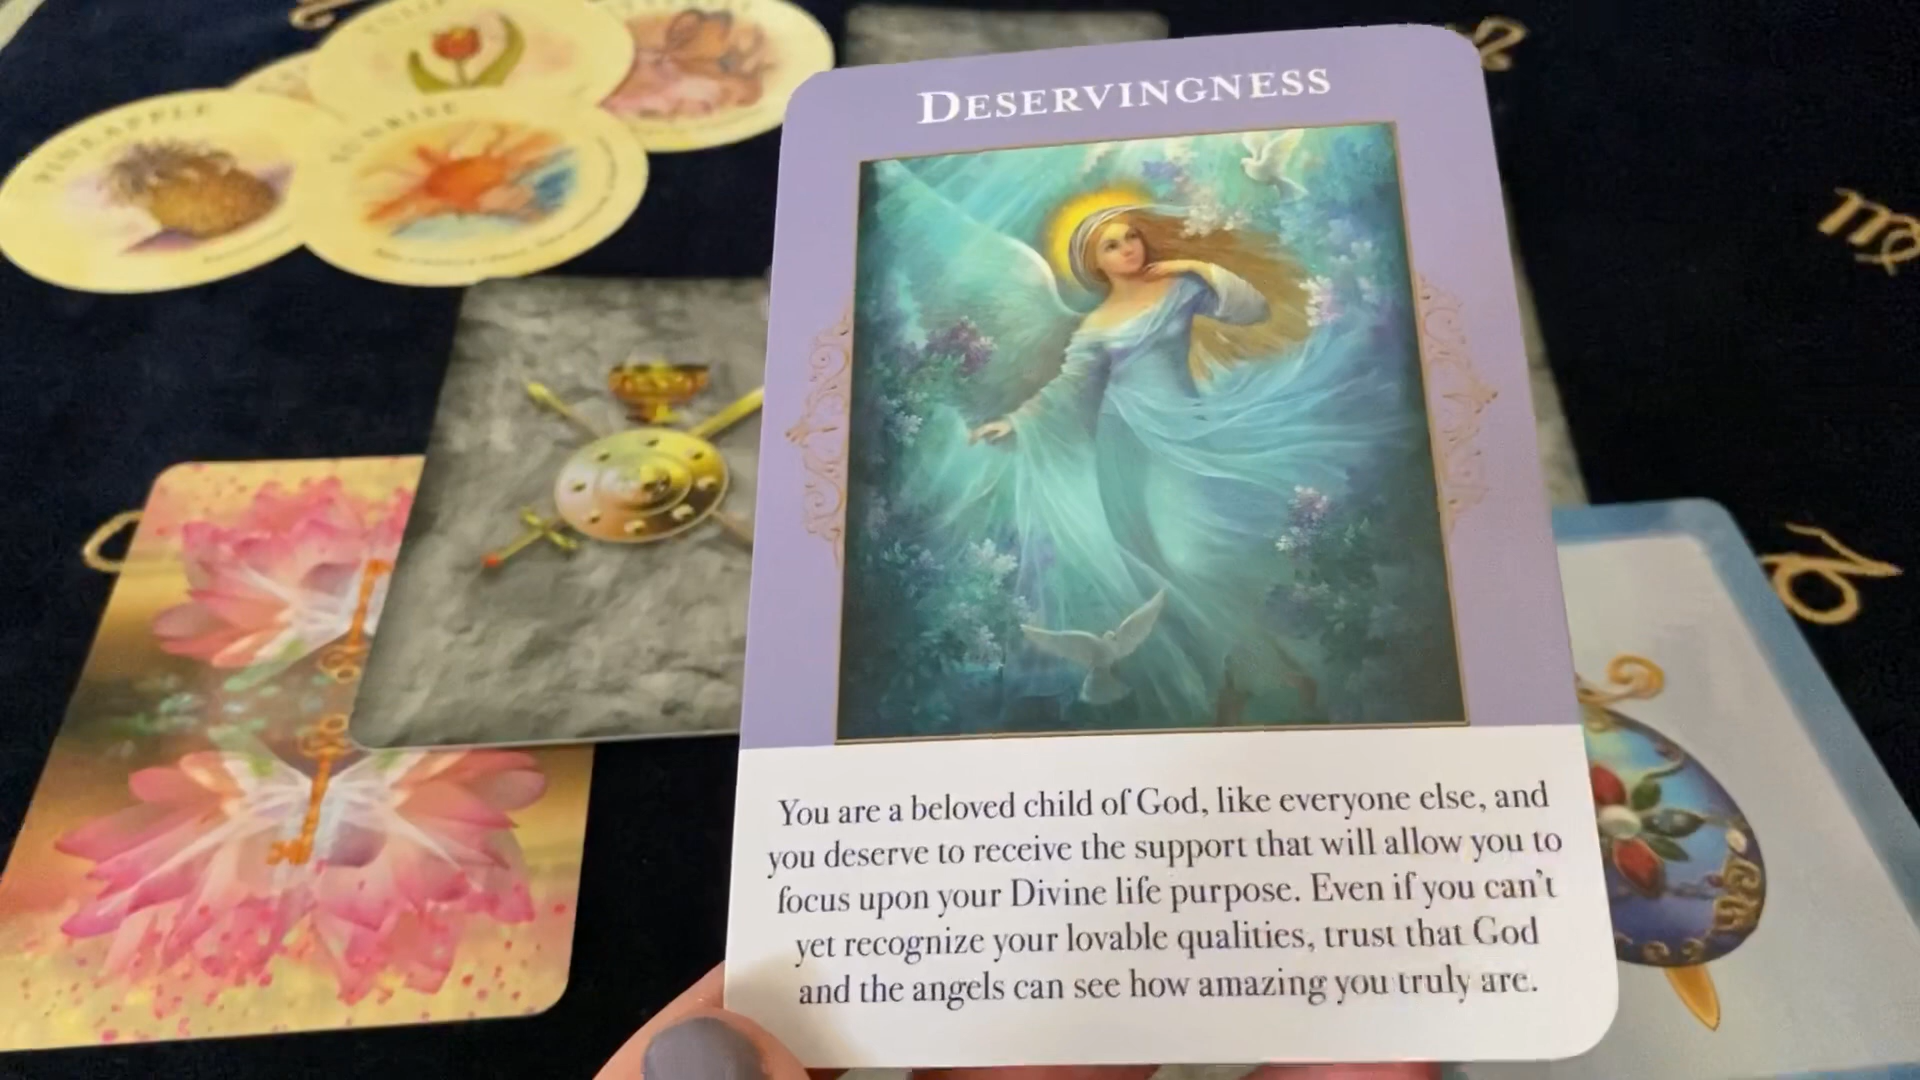 TULIP
PINEAPPLE
SUNRISE
DESERVINGNESS
You are a beloved child of God, like everyone else, and
you deserve to receive the support that will allow you to
focus upon your Divine life purpose. Even if you can't
yet recognize your lovable qualities, trust that God
and the angels can see how amazing you truly are.